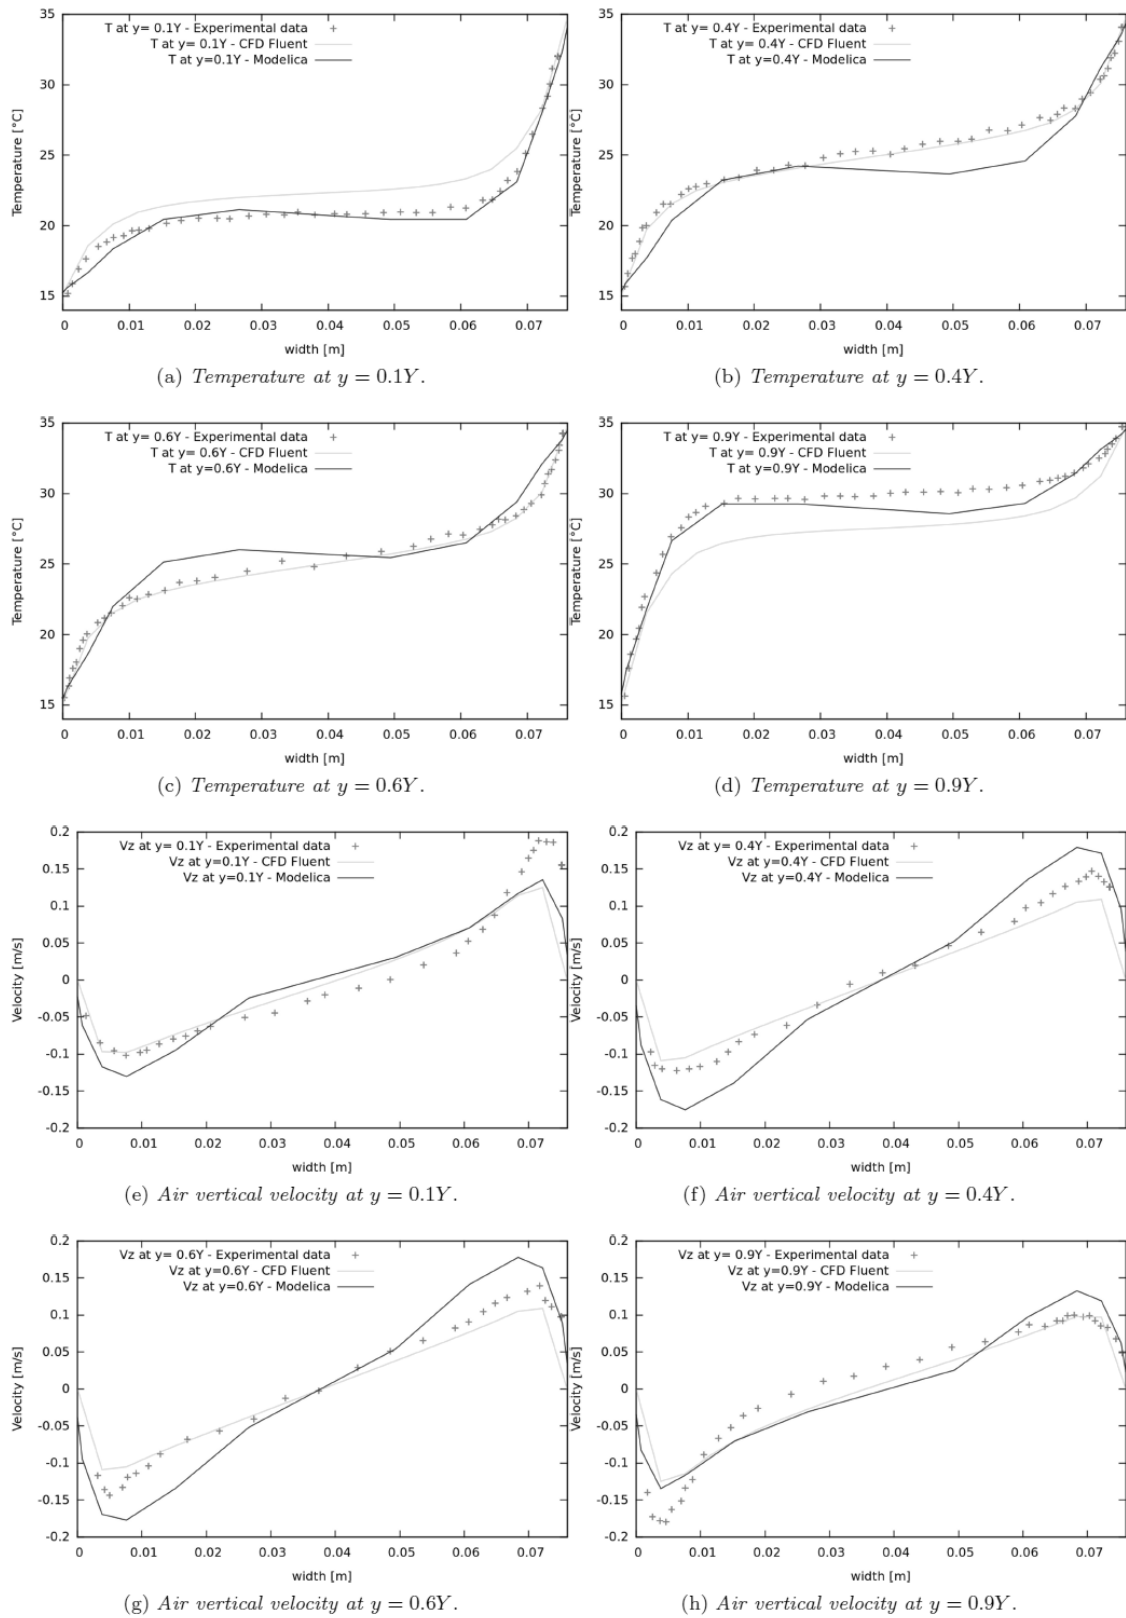 35
30
25
20
15
Temperature [°C]
T at y= 0.1Y - Experimental data
T at y= 0.1Y - CFD Fluent
T at y=0.1Y - Modelica
0 0.01 0.02 0.03 0.04 0.05 0.06 0.07
width [m]
(a) Temperature at y = 0.1Y.
35
30
25
20
15
Temperature [°C]
T at y= 0.4Y - Experimental data
T at y= 0.4Y - CFD Fluent
T at y=0.4Y - Modelica
0 0.01 0.02 0.03 0.04 0.05 0.06 0.07
width [m]
(b) Temperature at y = 0.4Y.
35
30
25
20
15
Temperature [°C]
T at y= 0.6Y - Experimental data
T at y= 0.6Y - CFD Fluent
T at y=0.6Y - Modelica
0 0.01 0.02 0.03 0.04 0.05 0.06 0.07
width [m]
(c) Temperature at y = 0.6Y.
35
30
25
20
15
Temperature [°C]
T at y= 0.9Y - Experimental data
T at y= 0.9Y - CFD Fluent
T at y=0.9Y - Modelica
0 0.01 0.02 0.03 0.04 0.05 0.06 0.07
width [m]
(d) Temperature at y = 0.9Y.
0.2
0.15
0.1
0.05
0
-0.05
-0.1
-0.15
-0.2
Velocity [m/s]
Vz at y= 0.1Y - Experimental data
Vz at y=0.1Y - CFD Fluent
Vz at y=0.1Y - Modelica
0 0.01 0.02 0.03 0.04 0.05 0.06 0.07
width [m]
(e) Air vertical velocity at y = 0.1Y.
0.2
0.15
0.1
0.05
0
-0.05
-0.1
-0.15
-0.2
Velocity [m/s]
Vz at y= 0.4Y - Experimental data
Vz at y=0.4Y - CFD Fluent
Vz at y=0.4Y - Modelica
0 0.01 0.02 0.03 0.04 0.05 0.06 0.07
width [m]
(f) Air vertical velocity at y = 0.4Y.
0.2
0.15
0.1
0.05
0
-0.05
-0.1
-0.15
-0.2
Velocity [m/s]
Vz at y= 0.6Y - Experimental data
Vz at y=0.6Y - CFD Fluent
Vz at y=0.6Y - Modelica
0 0.01 0.02 0.03 0.04 0.05 0.06 0.07
width [m]
(g) Air vertical velocity at y = 0.6Y.
0.2
0.15
0.1
0.05
0
-0.05
-0.1
-0.15
-0.2
Velocity [m/s]
Vz at y= 0.9Y - Experimental data
Vz at y=0.9Y - CFD Fluent
Vz at y=0.9Y - Modelica
0 0.01 0.02 0.03 0.04 0.05 0.06 0.07
width [m]
(h) Air vertical velocity at y = 0.9Y.